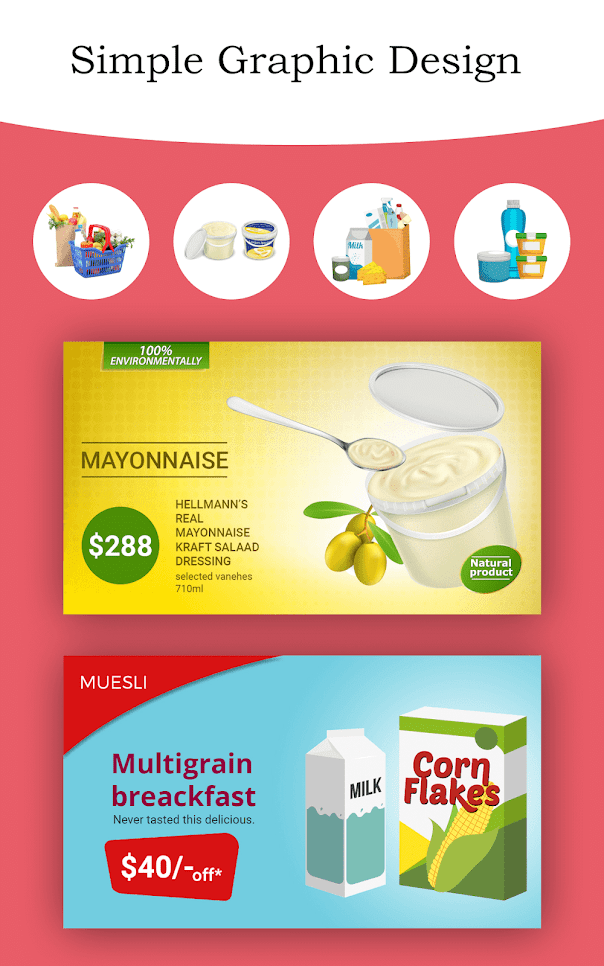 Simple Graphic Design
Milk
100%
ENVIRONMENTALLY
MAYONNAISE
$288
HELLMANN'S
REAL
MAYONNAISE
KRAFT SALAAD
DRESSING
selected vanehes
710ml
Natural
product
MUESLI
Multigrain
breackfast
Never tasted this delicious.
$40/-off*
MILK
Corn
Flakes